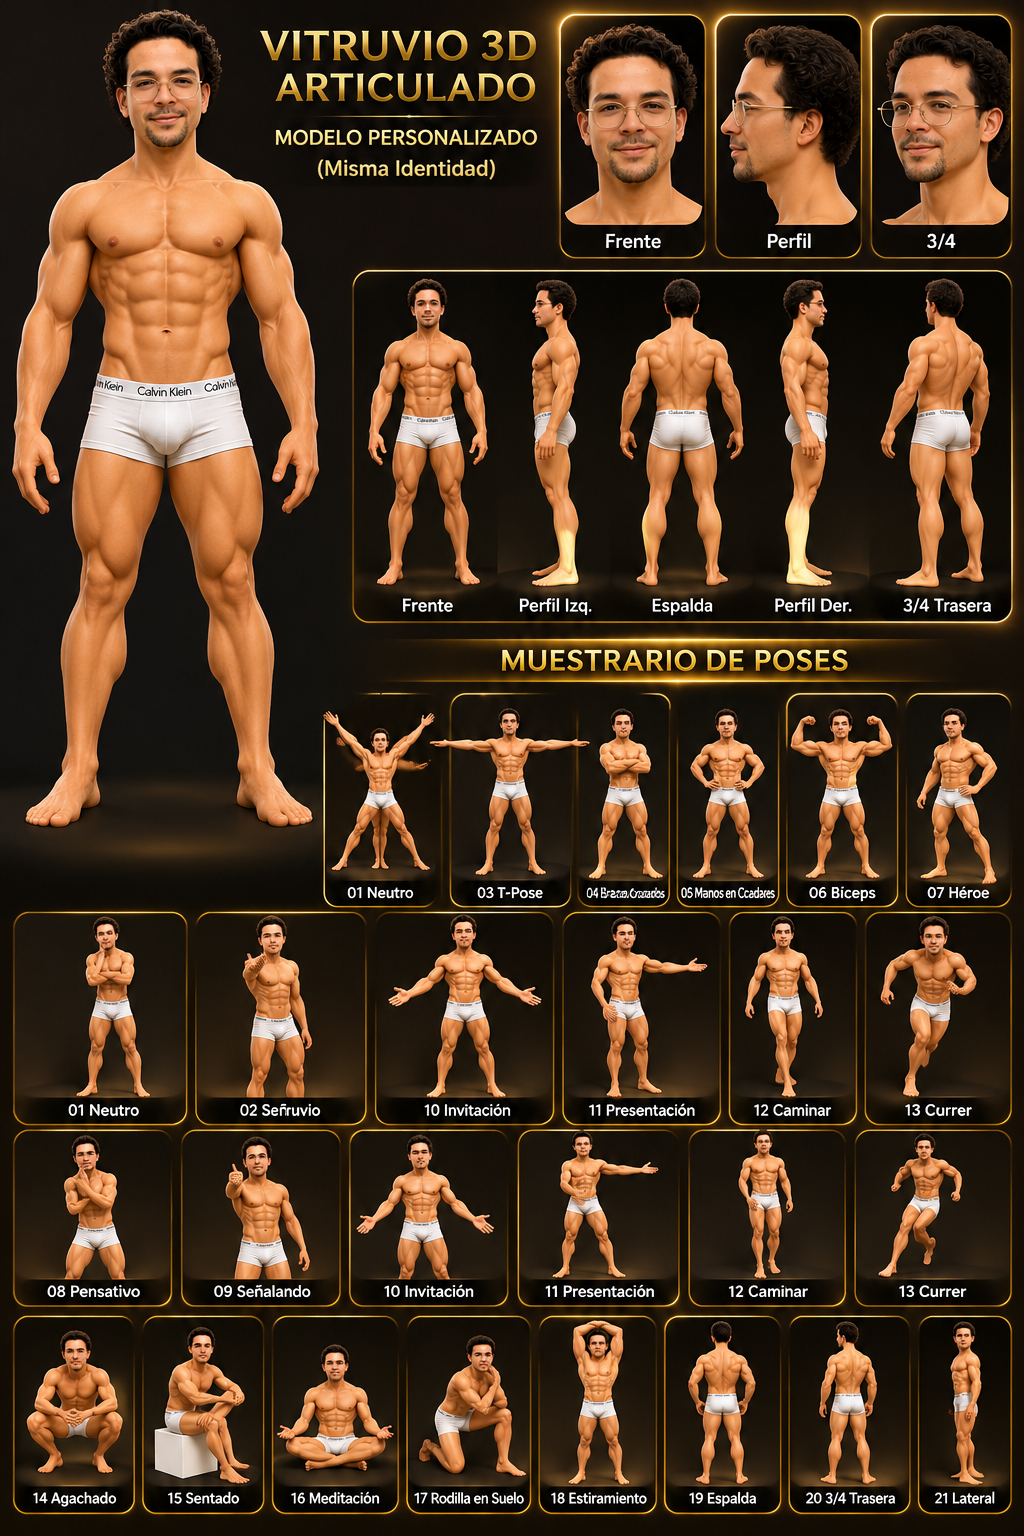 VITRUVIO 3D
ARTICULADO
MODELO PERSONALIZADO
(Misma Identidad)
Frente
Perfil
3/4
Calvin Klein
Frente
Perfil Izq.
Espalda
Perfil Der.
3/4 Trasera
MUESTRARIO DE POSES
01 Neutro
03 T-Pose
04
05 Manos en
06 Bíceps
07 Héroe
01 Neutro
02 Señruvio
10 Invitación
11 Presentación
12 Caminar
13 Currer
08 Pensativo
09 Señalando
10 Invitación
11 Presentación
12 Caminar
13 Currer
14 Agachado
15 Sentado
16 Meditación
17 Rodilla en Suelo
18 Estiramiento
19 Espalda
20 3/4 Trasera
21 Lateral